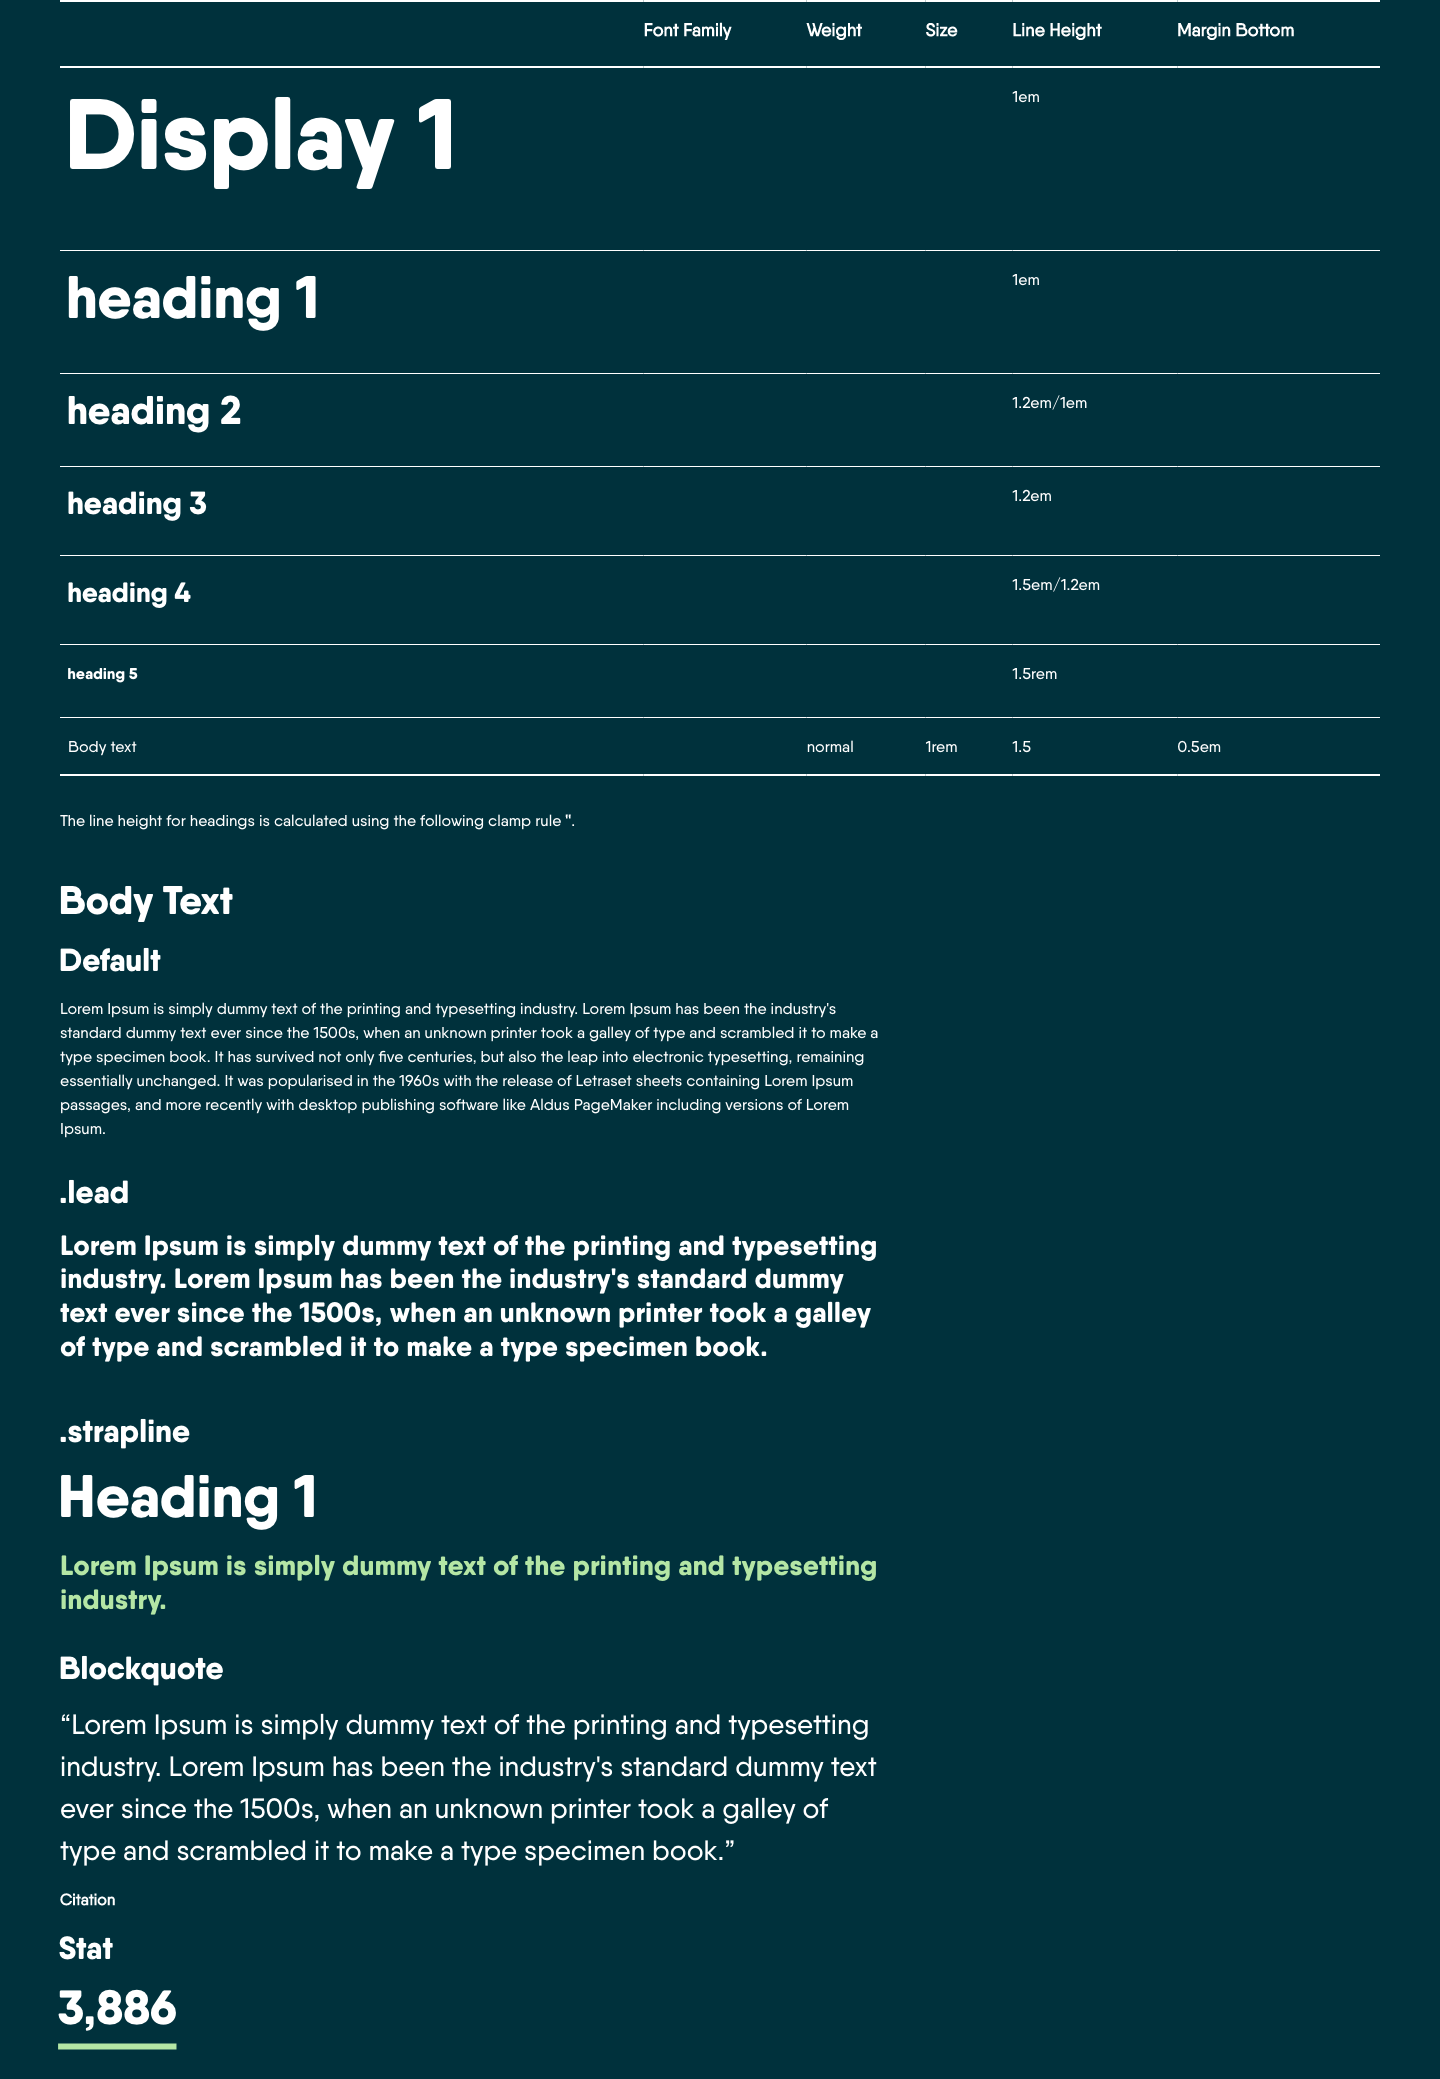 Font Family Weight Size Line Height Margin Bottom
Display 1 1em
heading 1 1em
heading 2 1.2em/1em
heading 3 1.2em
heading 4 1.5em/1.2em
heading 5 1.5rem
Body text normal 1rem 1.5 0.5em
The line height for headings is calculated using the following clamp rule ".
Body Text
Default
Lorem Ipsum is simply dummy text of the printing and typesetting industry. Lorem Ipsum has been the industry's
standard dummy text ever since the 1500s, when an unknown printer took a galley of type and scrambled it to make a
type specimen book. It has survived not only five centuries, but also the leap into electronic typesetting, remaining
essentially unchanged. It was popularised in the 1960s with the release of Letraset sheets containing Lorem Ipsum
passages, and more recently with desktop publishing software like Aldus PageMaker including versions of Lorem
Ipsum.
.lead
Lorem Ipsum is simply dummy text of the printing and typesetting
industry. Lorem Ipsum has been the industry's standard dummy
text ever since the 1500s, when an unknown printer took a galley
of type and scrambled it to make a type specimen book.
.strapline
Heading 1
Lorem Ipsum is simply dummy text of the printing and typesetting
industry.
Blockquote
“Lorem Ipsum is simply dummy text of the printing and typesetting
industry. Lorem Ipsum has been the industry's standard dummy text
ever since the 1500s, when an unknown printer took a galley of
type and scrambled it to make a type specimen book.”
Citation
Stat
3,886